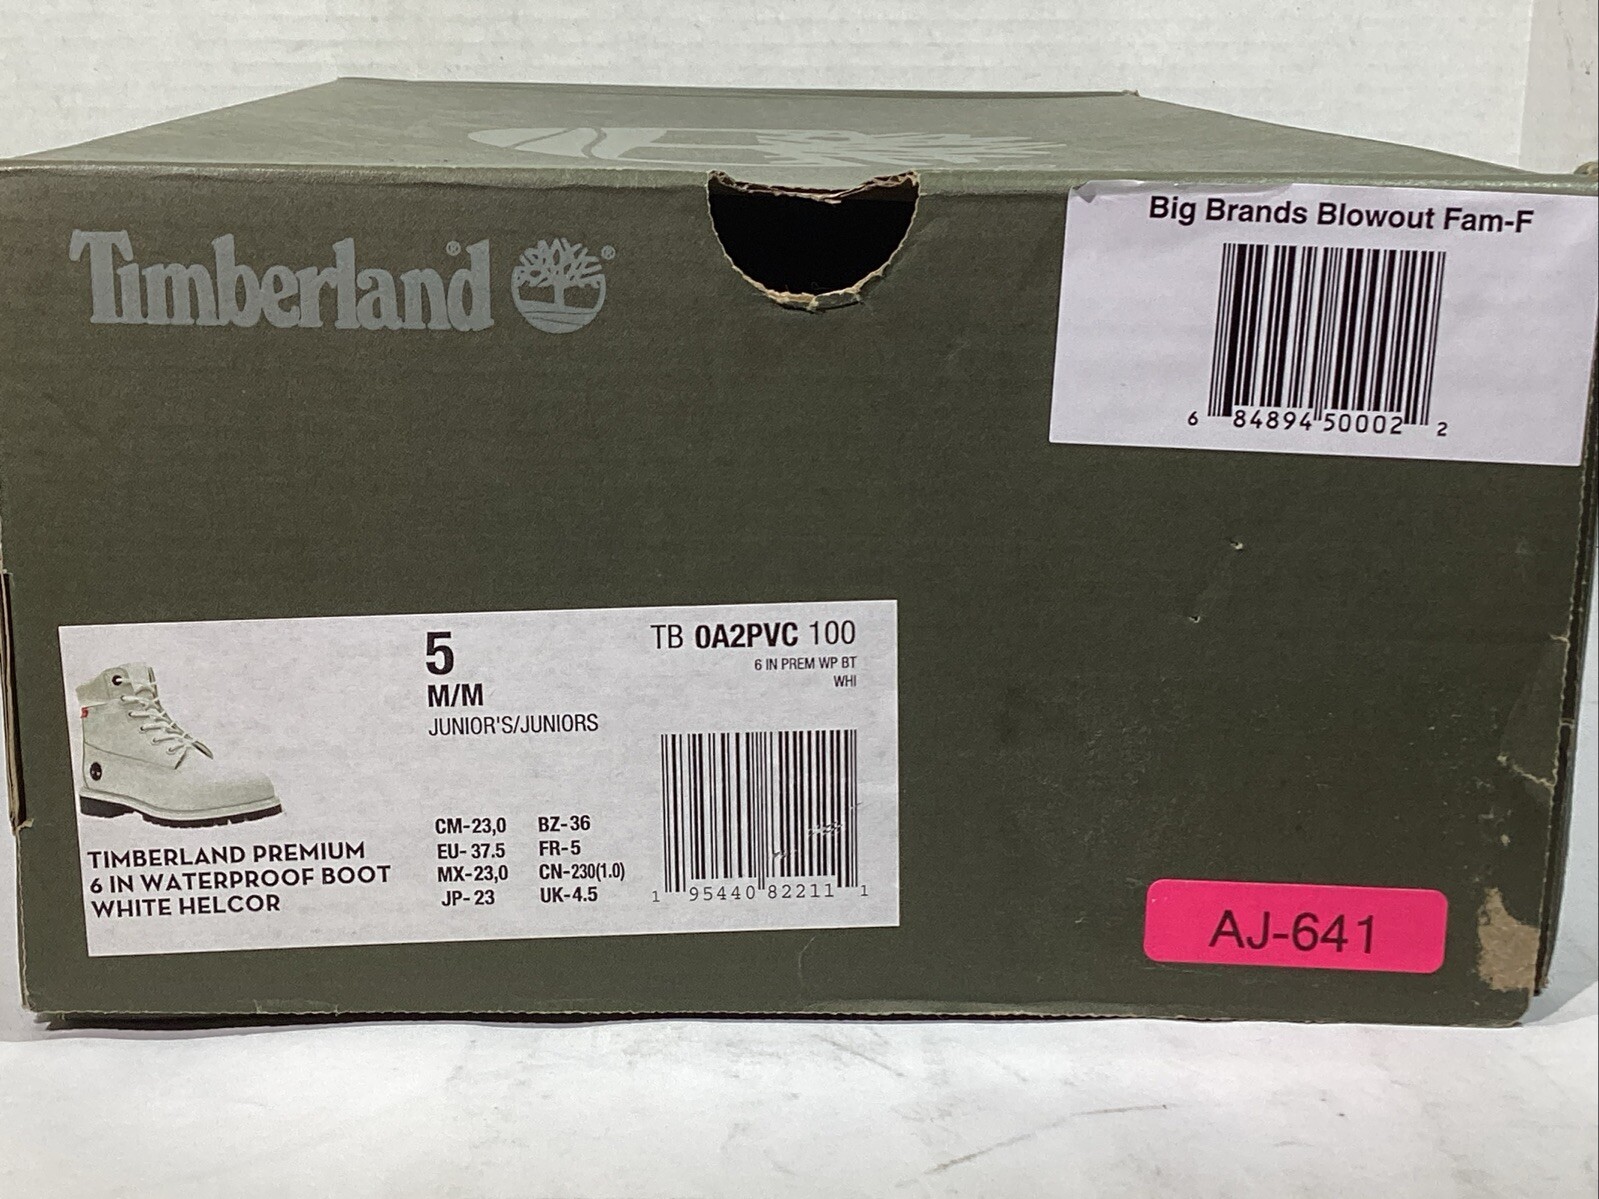 Timberland®®
Big Brands Blowout Fam-F
6 84894 50002 2
5
M/M
JUNIOR'S/JUNIORS
TB 0A2PVC 100
6 IN PREM WP BT
WHI
TIMBERLAND PREMIUM
6 IN WATERPROOF BOOT
WHITE HELCOR
CM-23,0 BZ-36
EU-37.5 FR-5
MX-23,0 CN-230(1.0)
JP-23 UK-4.5
1 95440 82211 1
AJ-641